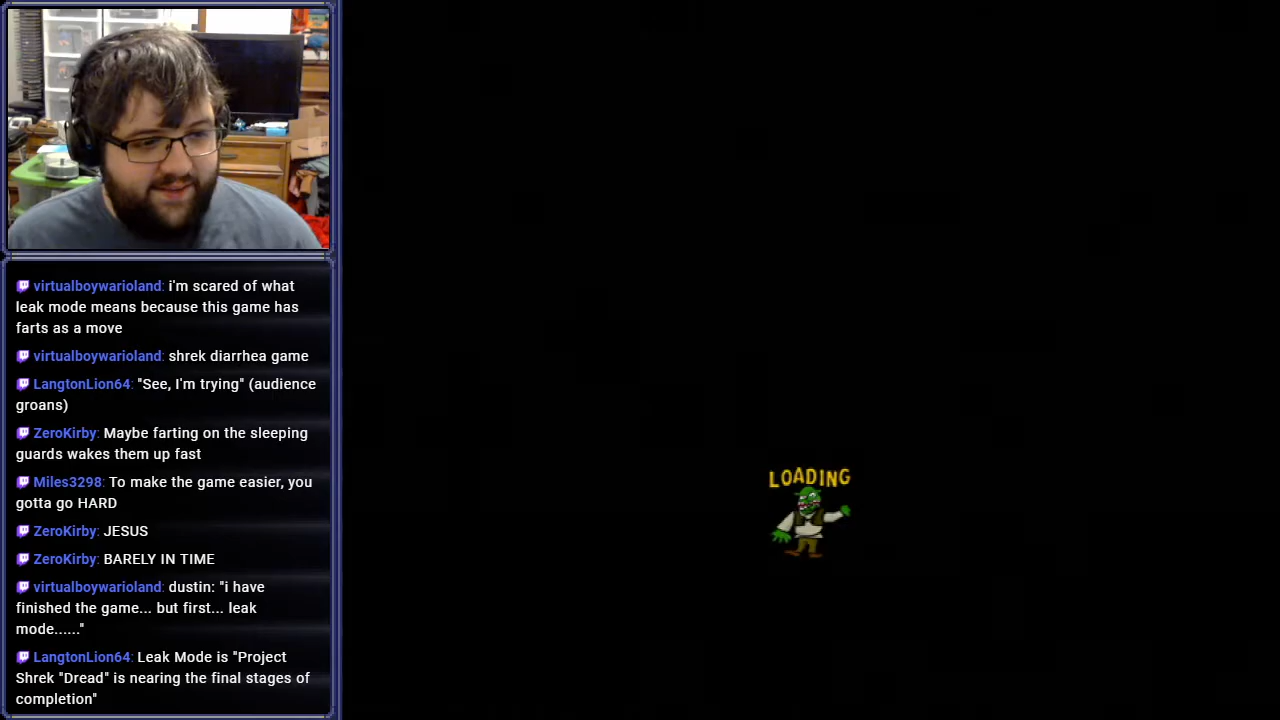 virtualboywarioland: i'm scared of what
leak mode means because this game has
farts as a move
virtualboywarioland: shrek diarrhea game
LangtonLion64: "See, I'm trying" (audience
groans)
ZeroKirby: Maybe farting on the sleeping
guards wakes them up fast
Miles3298: To make the game easier, you
gotta go HARD
ZeroKirby: JESUS
ZeroKirby: BARELY IN TIME
virtualboywarioland: dustin: "i have
finished the game... but first... leak
mode......"
LangtonLion64: Leak Mode is "Project
Shrek "Dread" is nearing the final stages of
completion"
LOADING